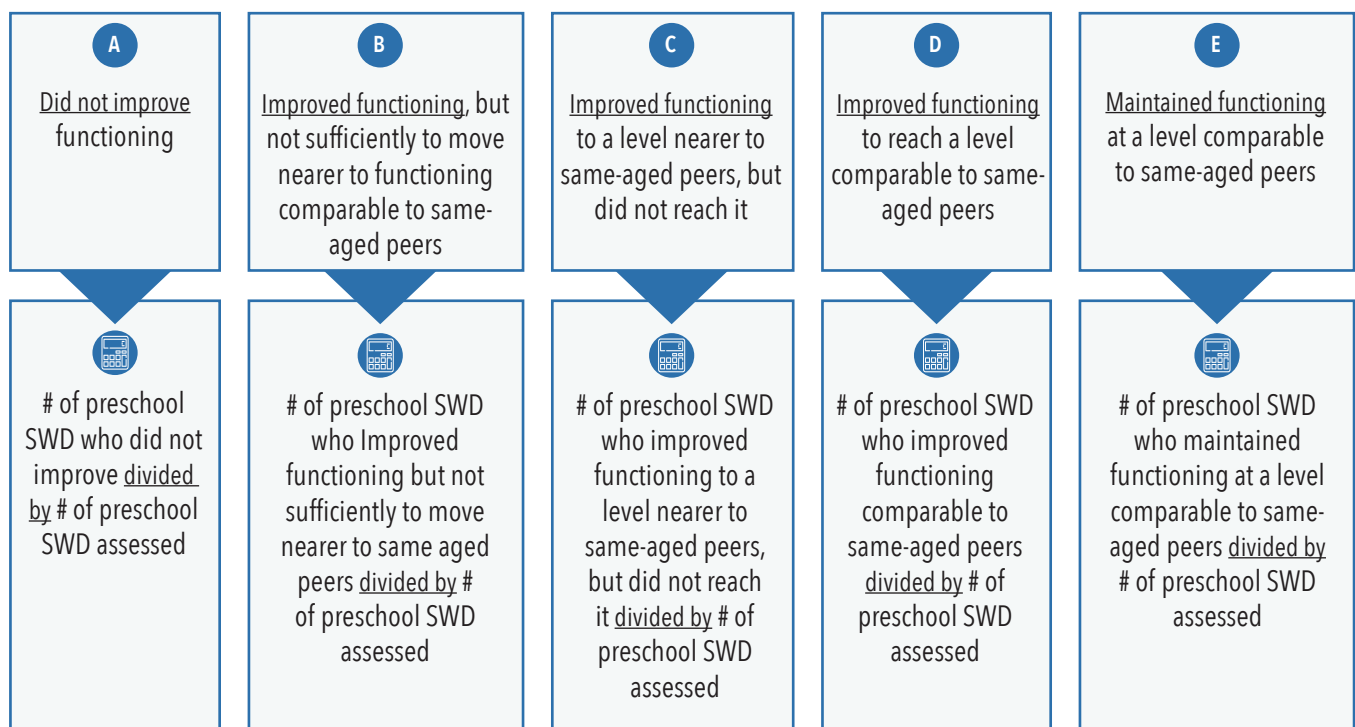 A
Did not improve
functioning
B
Improved functioning, but
not sufficiently to move
nearer to functioning
comparable to same-
aged peers
C
Improved functioning
to a level nearer to
same-aged peers, but
did not reach it
D
Improved functioning
to reach a level
comparable to same-
aged peers
E
Maintained functioning
at a level comparable
to same-aged peers
# of preschool
SWD who did not
improve divided
by # of preschool
SWD assessed
# of preschool SWD
who Improved
functioning but not
sufficiently to move
nearer to same aged
peers divided by #
of preschool SWD
assessed
# of preschool SWD
who improved
functioning to a
level nearer to
same-aged peers,
but did not reach
it divided by # of
preschool SWD
assessed
# of preschool SWD
who improved
functioning
comparable to
same-aged peers
divided by # of
preschool SWD
assessed
# of preschool SWD
who maintained
functioning at a level
comparable to same-
aged peers divided by
# of preschool SWD
assessed